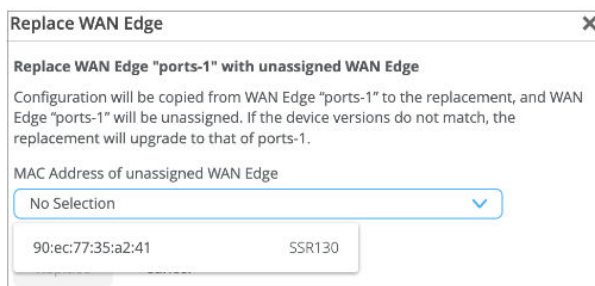 Replace WAN Edge
Replace WAN Edge "ports-1" with unassigned WAN Edge
Configuration will be copied from WAN Edge “ports-1” to the replacement, and WAN
Edge “ports-1” will be unassigned. If the device versions do not match, the
replacement will upgrade to that of ports-1.
MAC Address of unassigned WAN Edge
No Selection
90:ec:77:35:a2:41 SSR130